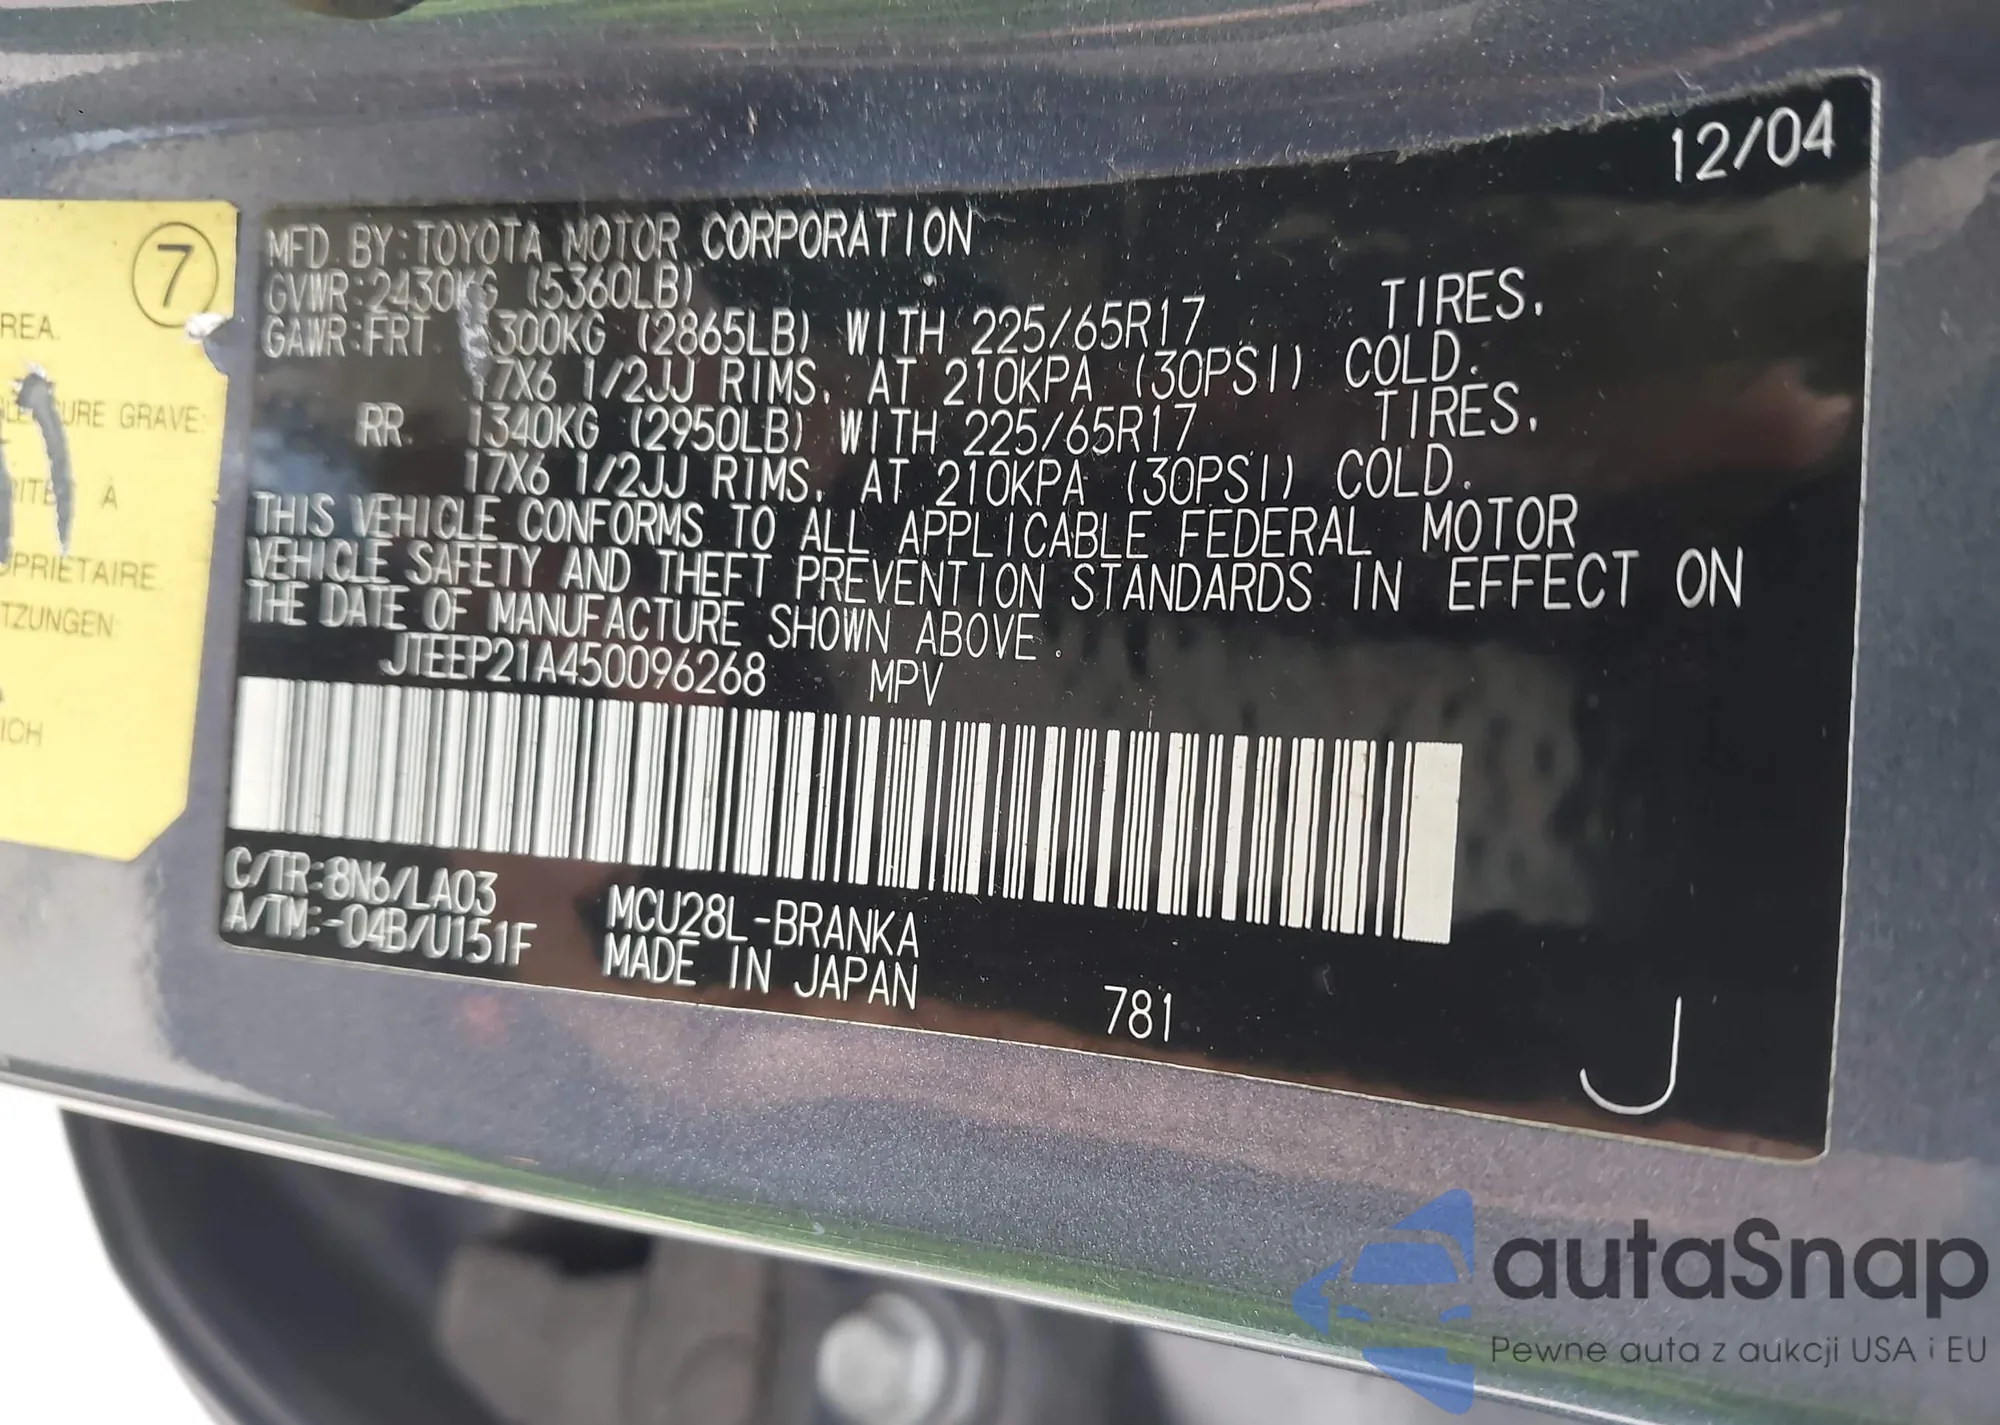 12/04
MFD. BY: TOYOTA MOTOR CORPORATION
GVWR: 2430KG (5360LB)
GAWR: FRT. 1300KG (2865LB) WITH 225/65R17 TIRES,
17X6 1/2JJ RIMS, AT 210KPA (30PSI) COLD.
RR. 1340KG (2950LB) WITH 225/65R17 TIRES,
17X6 1/2JJ RIMS, AT 210KPA (30PSI) COLD.
THIS VEHICLE CONFORMS TO ALL APPLICABLE FEDERAL MOTOR
VEHICLE SAFETY AND THEFT PREVENTION STANDARDS IN EFFECT ON
THE DATE OF MANUFACTURE SHOWN ABOVE.
JTEEP21A450096268 MPV
C/TR: 8N6/LA03 MCU28L-BRANKA
A/TM: -04B/U151F MADE IN JAPAN
781
J
7
REA.
URE GRAVE
À
OPRIETAIRE.
TZUNGEN
ICH
autaSnap
Pewne auta z aukcji USA i EU